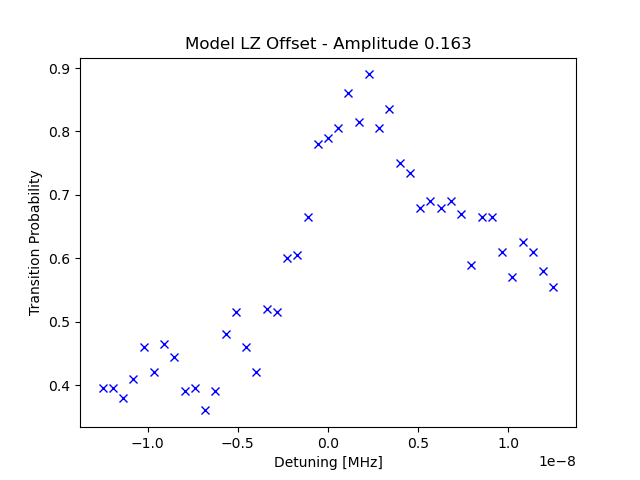 Model LZ Offset - Amplitude 0.163
Transition Probability
0.9
0.8
0.7
0.6
0.5
0.4
−1.0 −0.5 0.0 0.5 1.0
Detuning [MHz]
1e−8